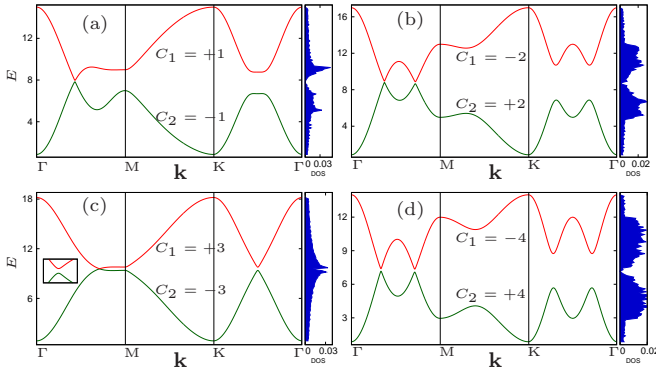 (a)
15
E
8
4
C1 = +1
C2 = −1
Γ M K Γ
k
0 0.03
DOS
(b)
16
12
8
4
C1 = −2
C2 = +2
Γ M K Γ
k
0 0.02
DOS
(c)
18
E
12
6
C1 = +3
C2 = −3
Γ M K Γ
k
0 0.03
DOS
(d)
12
9
6
3
C1 = −4
C2 = +4
Γ M K Γ
k
0 0.02
DOS